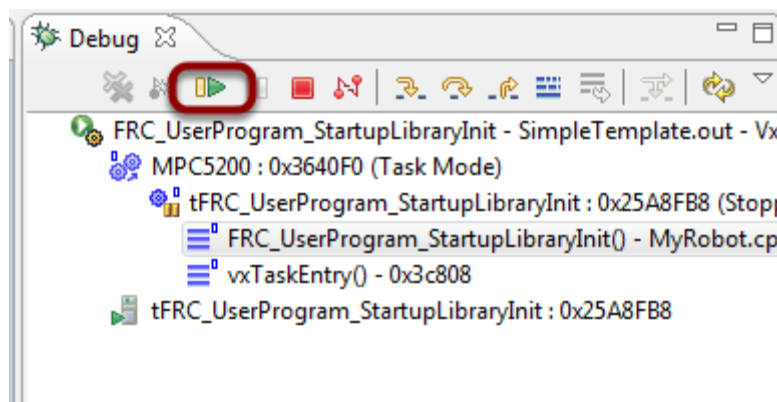 Debug
FRC_UserProgram_StartupLibraryInit - SimpleTemplate.out - Vx
MPC5200 : 0x3640F0 (Task Mode)
tFRC_UserProgram_StartupLibraryInit : 0x25A8FB8 (Stopp
FRC_UserProgram_StartupLibraryInit() - MyRobot.cp
vxTaskEntry() - 0x3c808
tFRC_UserProgram_StartupLibraryInit : 0x25A8FB8